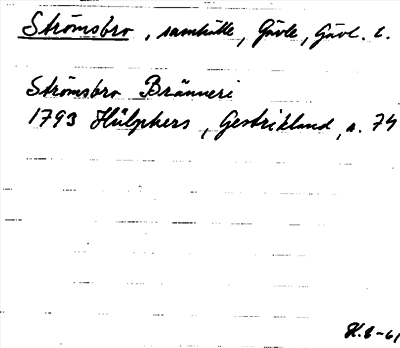 Strömsbro, samhälle, Gävle, Gävl. l.
Strömsbro Bränneri
1793 Hülphers, Gestrikland, s. 74
H.E-61